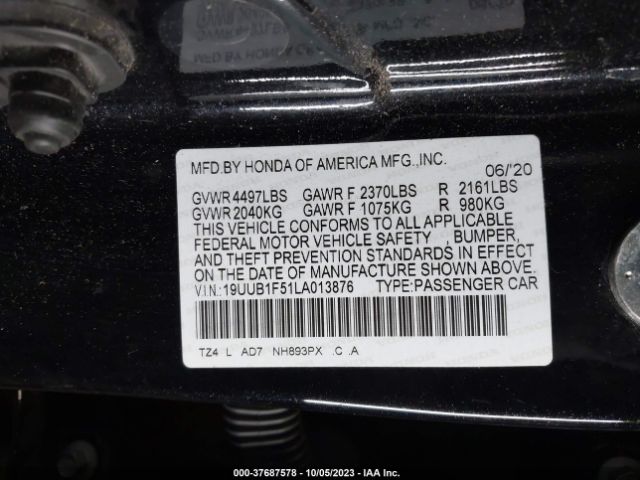 MFD.BY HONDA OF AMERICA MFG.,INC.
06/'20
GVWR 4497LBS GAWR F 2370LBS R 2161LBS
GVWR 2040KG GAWR F 1075KG R 980KG
THIS VEHICLE CONFORMS TO ALL APPLICABLE
FEDERAL MOTOR VEHICLE SAFETY , BUMPER,
AND THEFT PREVENTION STANDARDS IN EFFECT
ON THE DATE OF MANUFACTURE SHOWN ABOVE.
V.I.N.: 19UUB1F51LA013876 TYPE:PASSENGER CAR
TZ4 L AD7 NH893PX .C .A
000-37687578 - 10/05/2023 - IAA Inc.